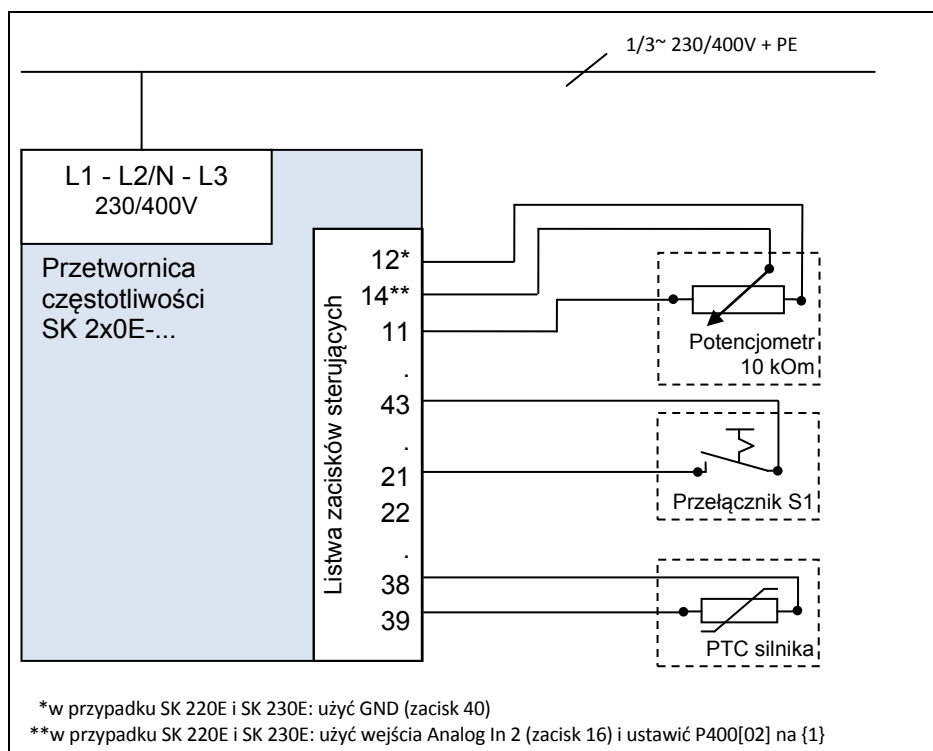 1/3~ 230/400V + PE
L1 - L2/N - L3
230/400V
Przetwornica
częstotliwości
SK 2x0E-...
Listwa zacisków sterujących
12*
14**
11
.
43
.
21
22
.
38
39
Potencjometr
10 kOm
Przełącznik S1
PTC silnika
*w przypadku SK 220E i SK 230E: użyć GND (zacisk 40)
**w przypadku SK 220E i SK 230E: użyć wejścia Analog In 2 (zacisk 16) i ustawić P400[02] na {1}